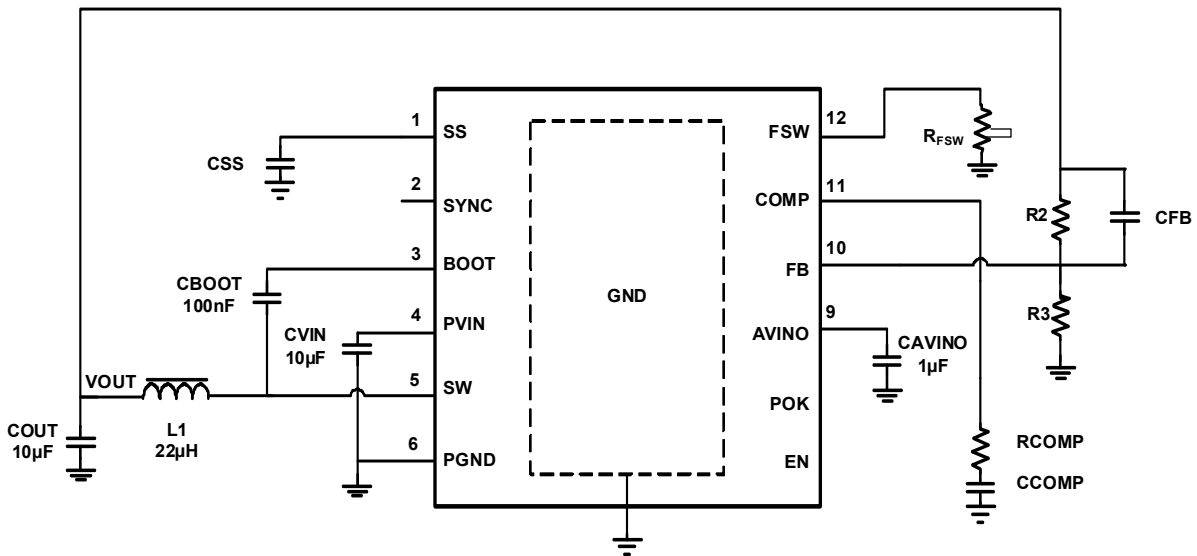 1
SS
CSS
2
SYNC
3
BOOT
CBOOT
100nF
4
PVIN
CVIN
10µF
VOUT
5
SW
COUT
10µF
L1
22µH
6
PGND
GND
12
FSW
RFSW
11
COMP
R2
CFB
10
FB
R3
9
AVINO
CAVINO
1µF
POK
EN
RCOMP
CCOMP